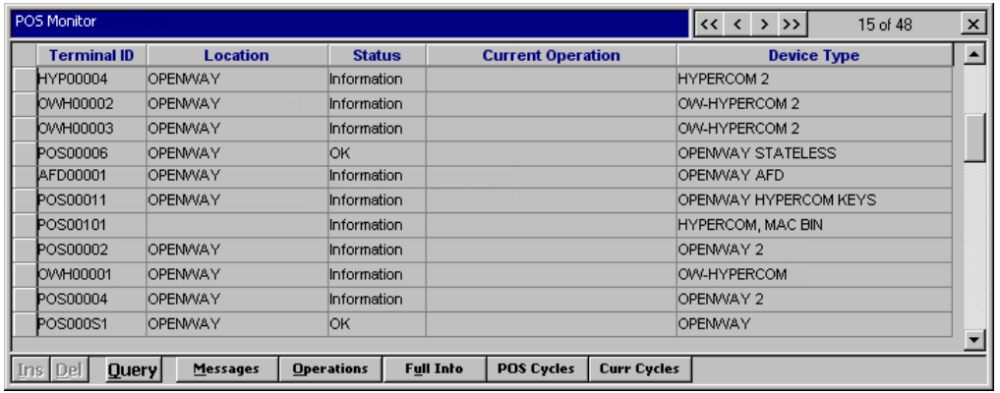 POS Monitor << < > >> 15 of 48 ×
Terminal ID Location Status Current Operation Device Type
HYP00004 OPENWAY Information HYPERCOM 2
OWH00002 OPENWAY Information OW-HYPERCOM 2
OWH00003 OPENWAY Information OW-HYPERCOM 2
POS00006 OPENWAY OK OPENWAY STATELESS
AFD00001 OPENWAY Information OPENWAY AFD
POS00011 OPENWAY Information OPENWAY HYPERCOM KEYS
POS00101 Information HYPERCOM, MAC BIN
POS00002 OPENWAY Information OPENWAY 2
OWH00001 OPENWAY Information OW-HYPERCOM
POS00004 OPENWAY Information OPENWAY 2
POS000S1 OPENWAY OK OPENWAY
Ins Del Query Messages Operations Full Info POS Cycles Curr Cycles